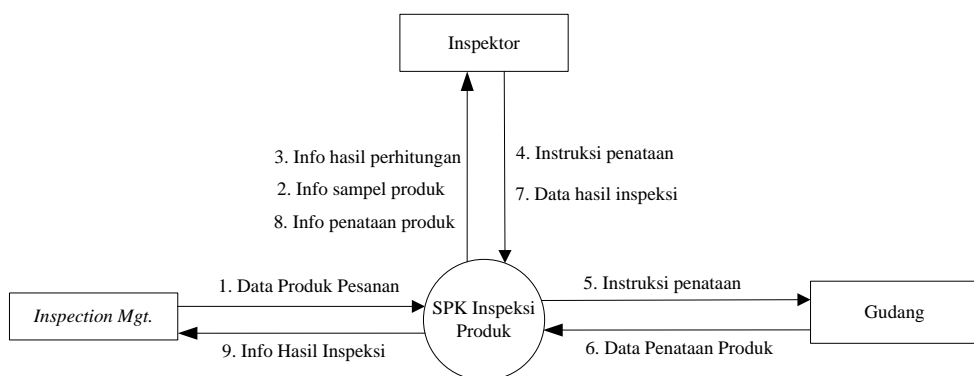 Inspektor
3. Info hasil perhitungan
2. Info sampel produk
8. Info penataan produk
4. Instruksi penataan
7. Data hasil inspeksi
1. Data Produk Pesanan
Inspection Mgt.
9. Info Hasil Inspeksi
SPK Inspeksi
Produk
5. Instruksi penataan
Gudang
6. Data Penataan Produk